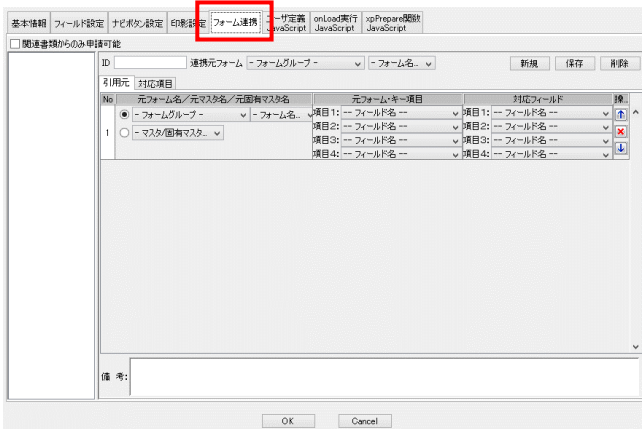 基本情報 フィールド設定 ナビボタン設定 印影設定 フォーム連携 ユーザ定義 JavaScript onLoad実行 JavaScript xpPrepare関数 JavaScript
関連書類からのみ申請可能
ID 連携元フォーム - フォームグループ - - フォーム名... 新規 保存 削除
引用元 対応項目
No 元フォーム名／元マスタ名／元固有マスタ名 元フォーム・キー項目 対応フィールド
- フォームグループ - - フォーム名... 項目1: -- フィールド名 -- 項目1: -- フィールド名 --
1 - マスタ/固有マスタ... 項目2: -- フィールド名 -- 項目2: -- フィールド名 --
項目3: -- フィールド名 -- 項目3: -- フィールド名 --
項目4: -- フィールド名 -- 項目4: -- フィールド名 --
備 考:
OK Cancel